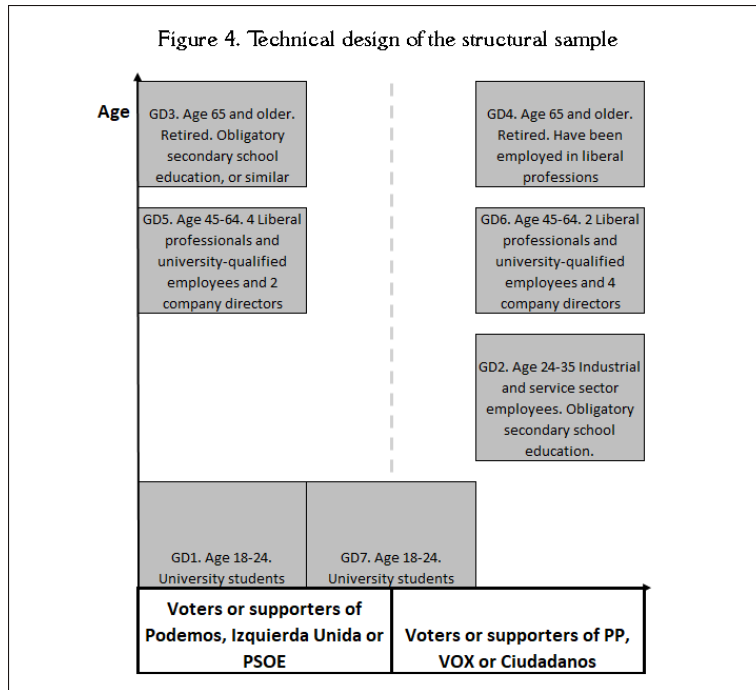 Figure 4. Technical design of the structural sample
Age
GD3. Age 65 and older.
Retired. Obligatory
secondary school
education, or similar
GD4. Age 65 and older.
Retired. Have been
employed in liberal
professions
GD5. Age 45-64. 4 Liberal
professionals and
university-qualified
employees and 2
company directors
GD6. Age 45-64. 2 Liberal
professionals and
university-qualified
employees and 4
company directors
GD2. Age 24-35 Industrial
and service sector
employees. Obligatory
secondary school
education.
GD1. Age 18-24.
University students
GD7. Age 18-24.
University students
Voters or supporters of
Podemos, Izquierda Unida or
PSOE
Voters or supporters of PP,
VOX or Ciudadanos